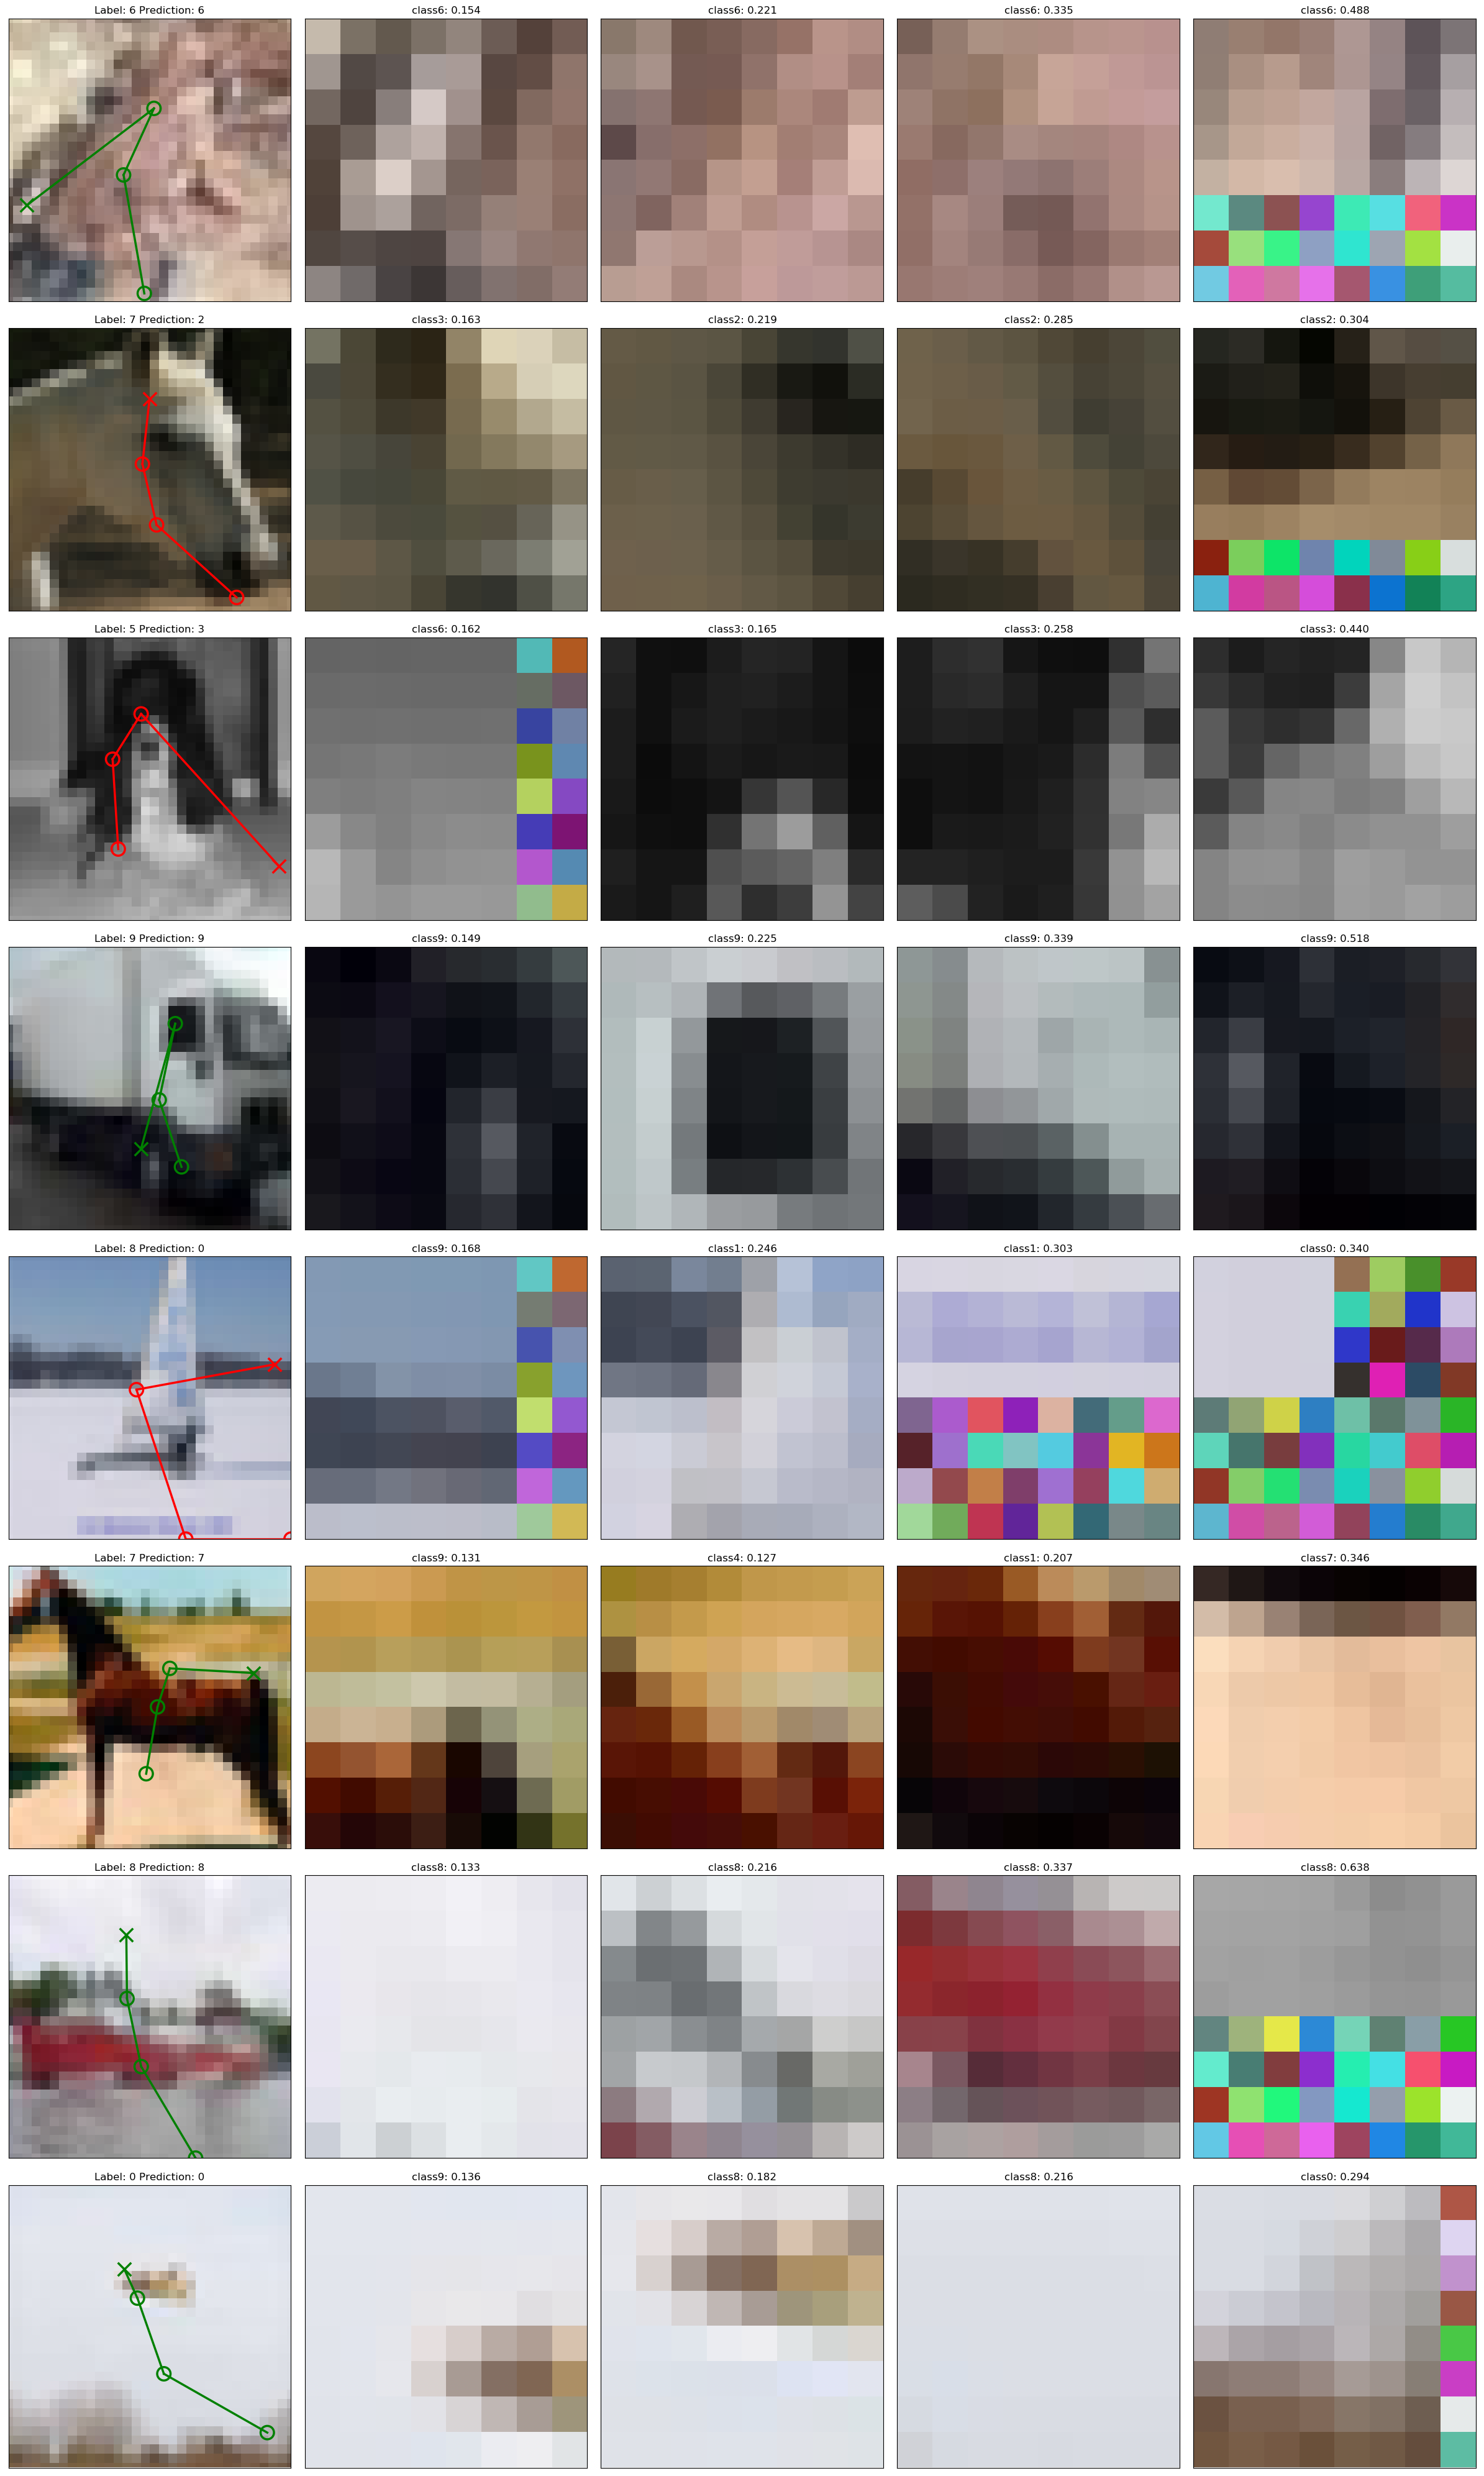 Label: 6 Prediction: 6
class6: 0.154
class6: 0.221
class6: 0.335
class6: 0.488
Label: 7 Prediction: 2
class3: 0.163
class2: 0.219
class2: 0.285
class2: 0.304
Label: 5 Prediction: 3
class6: 0.162
class3: 0.165
class3: 0.258
class3: 0.440
Label: 9 Prediction: 9
class9: 0.149
class9: 0.225
class9: 0.339
class9: 0.518
Label: 8 Prediction: 0
class9: 0.168
class1: 0.246
class1: 0.303
class0: 0.340
Label: 7 Prediction: 7
class9: 0.131
class4: 0.127
class1: 0.207
class7: 0.346
Label: 8 Prediction: 8
class8: 0.133
class8: 0.216
class8: 0.337
class8: 0.638
Label: 0 Prediction: 0
class9: 0.136
class8: 0.182
class8: 0.216
class0: 0.294